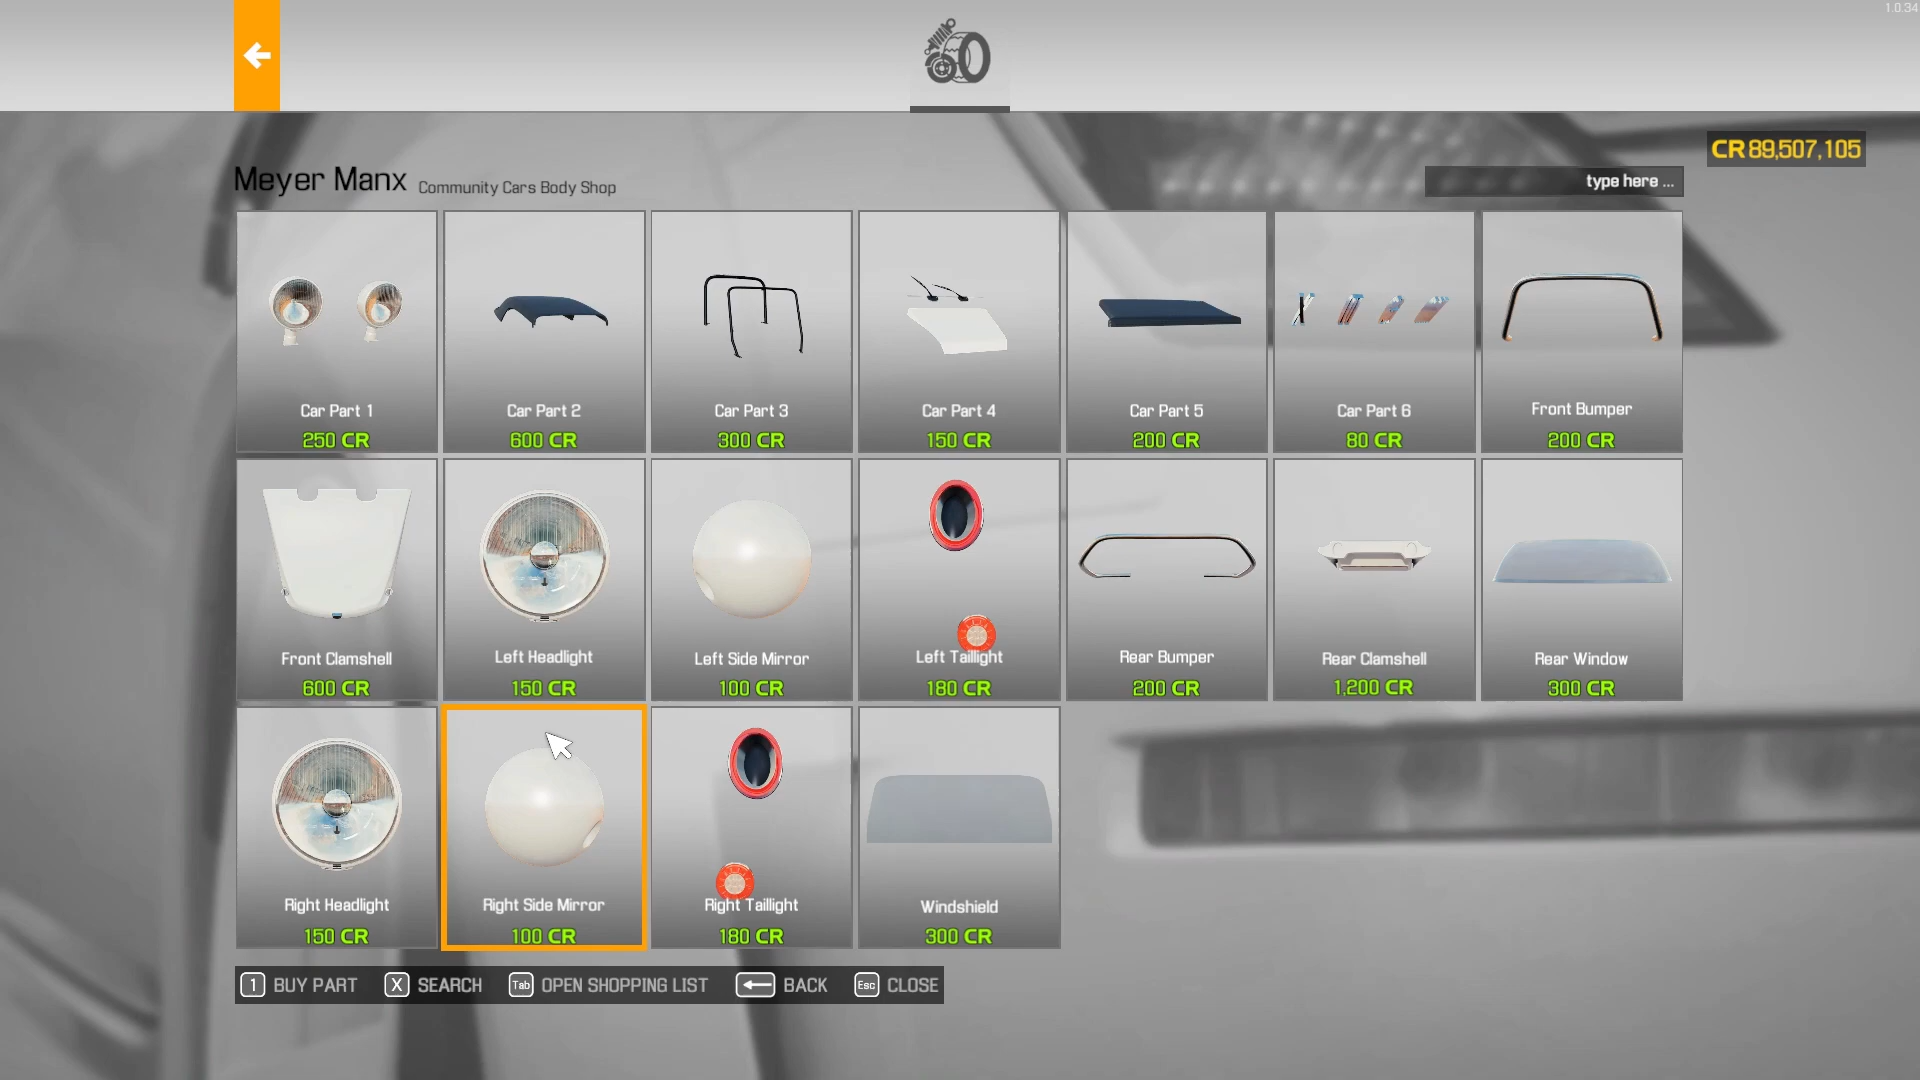 1.0.34
CR 89,507,105
Meyer Manx Community Cars Body Shop
type here ...
Car Part 1
250 CR
Car Part 2
600 CR
Car Part 3
300 CR
Car Part 4
150 CR
Car Part 5
200 CR
Car Part 6
80 CR
Front Bumper
200 CR
Front Clamshell
600 CR
Left Headlight
150 CR
Left Side Mirror
100 CR
Left Taillight
180 CR
Rear Bumper
200 CR
Rear Clamshell
1,200 CR
Rear Window
300 CR
Right Headlight
150 CR
Right Side Mirror
100 CR
Right Taillight
180 CR
Windshield
300 CR
1 BUY PART X SEARCH Tab OPEN SHOPPING LIST BACK Esc CLOSE